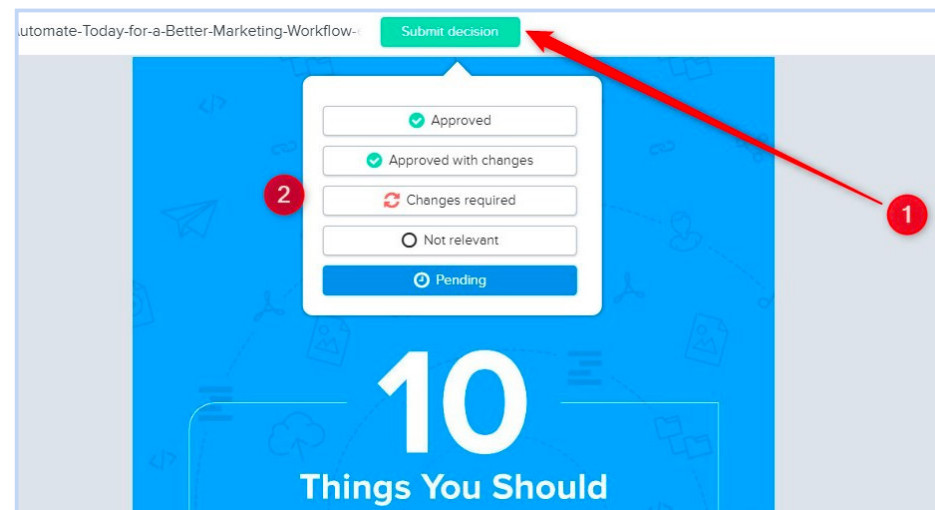 utomate-Today-for-a-Better-Marketing-Workflow-
Submit decision
Approved
Approved with changes
2
Changes required
1
Not relevant
Pending
10
Things You Should